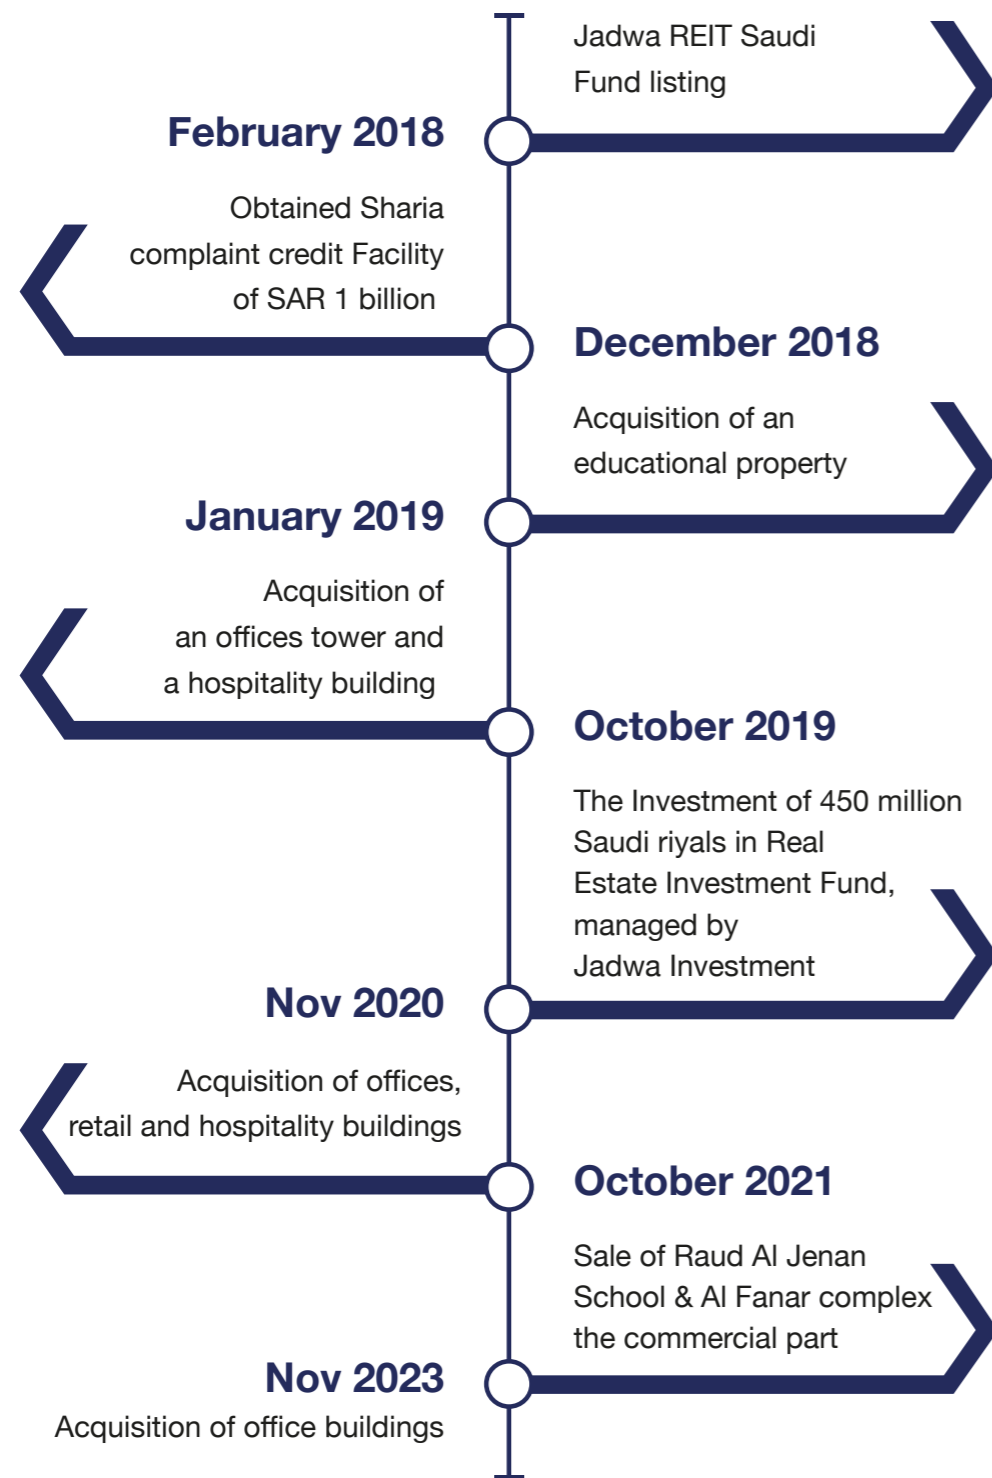 Jadwa REIT Saudi
Fund listing
February 2018
Obtained Sharia
complaint credit Facility
of SAR 1 billion
December 2018
Acquisition of an
educational property
January 2019
Acquisition of
an offices tower and
a hospitality building
October 2019
The Investment of 450 million
Saudi riyals in Real
Estate Investment Fund,
managed by
Jadwa Investment
Nov 2020
Acquisition of offices,
retail and hospitality buildings
October 2021
Sale of Raud Al Jenan
School & Al Fanar complex
the commercial part
Nov 2023
Acquisition of office buildings